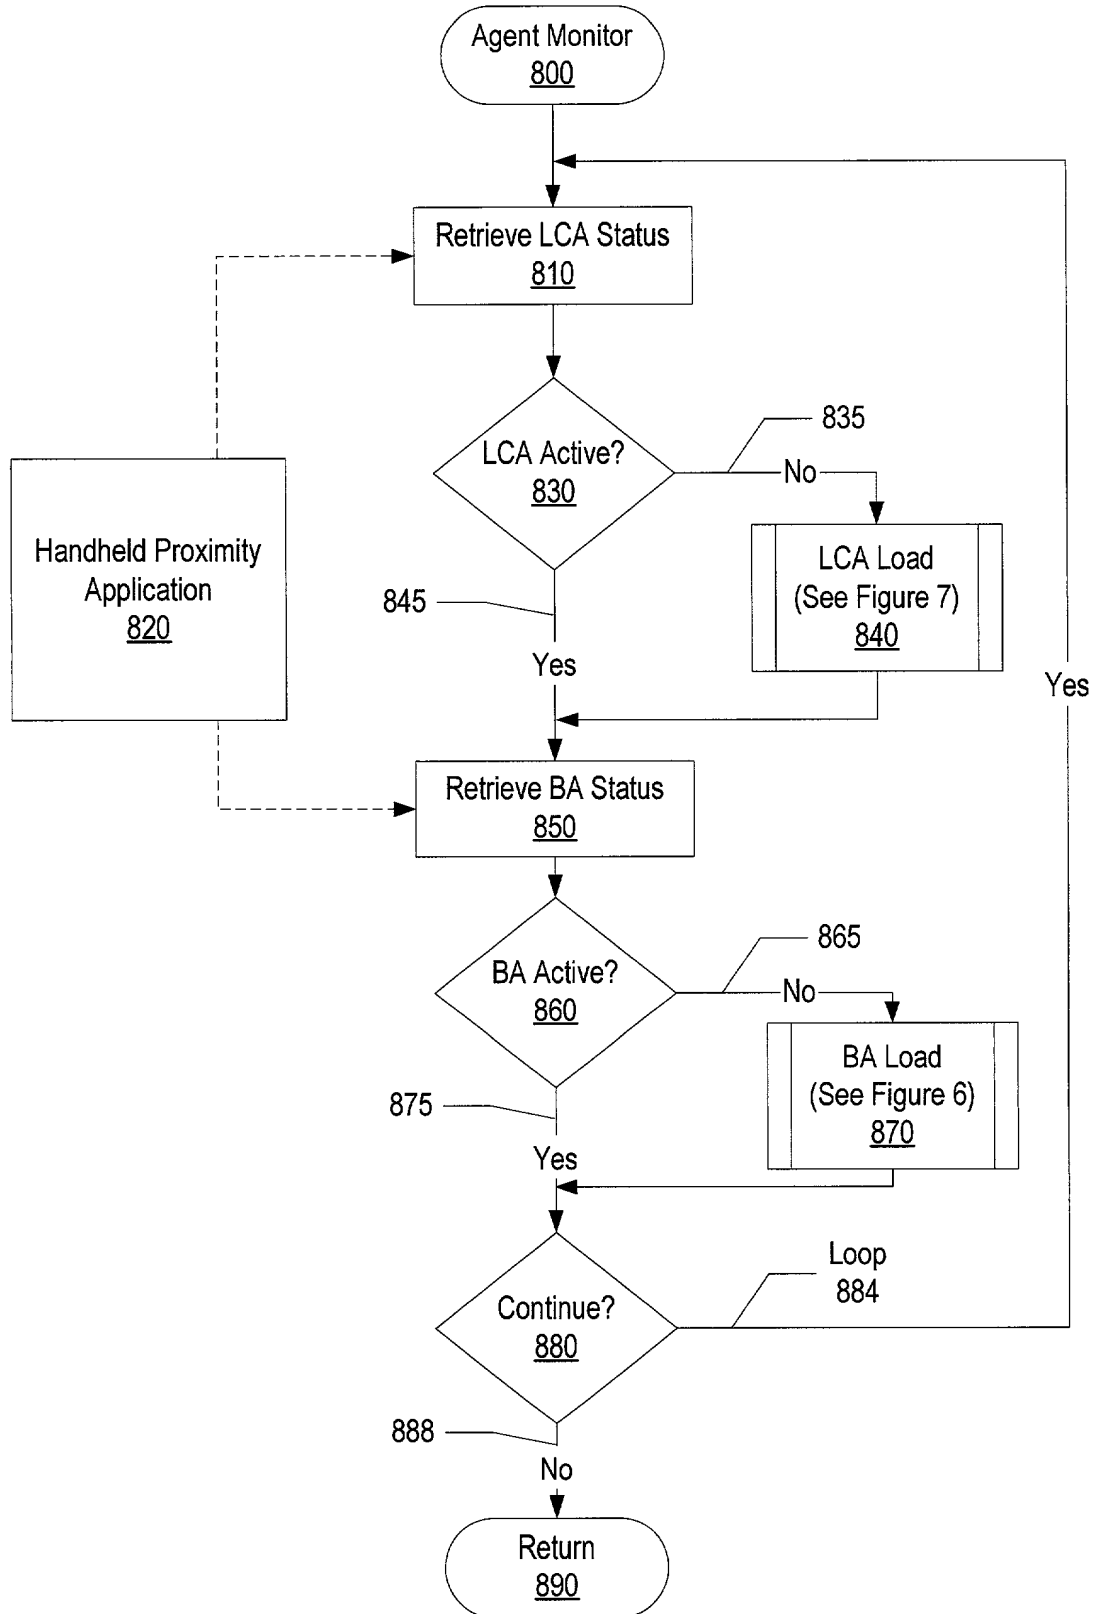 Agent Monitor
800
Retrieve LCA Status
810
LCA Active?
830
835
No
Handheld Proximity
Application
820
LCA Load
(See Figure 7)
840
845
Yes
Yes
Retrieve BA Status
850
BA Active?
860
865
No
BA Load
(See Figure 6)
870
875
Yes
Continue?
880
Loop
884
888
No
Return
890